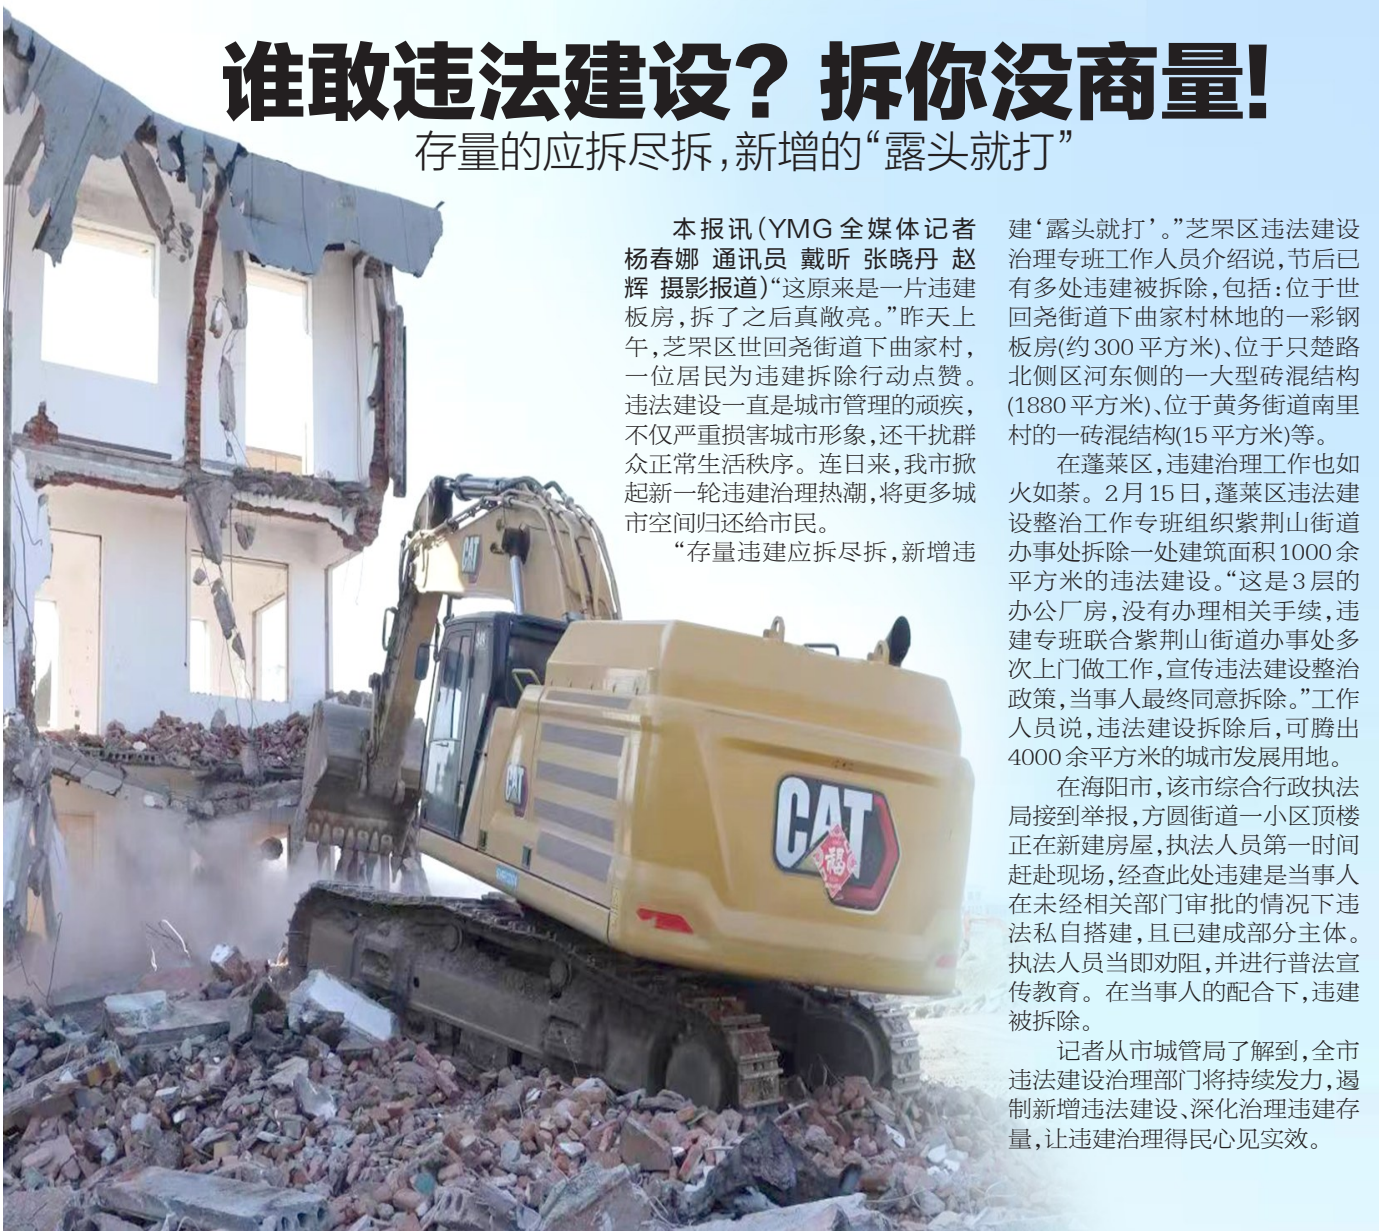 谁敢违法建设？拆你没商量！
存量的应拆尽拆，新增的“露头就打”
本报讯（YMG全媒体记者
杨春娜 通讯员 戴昕 张晓丹 赵
辉 摄影报道）“这原来是一片违建
板房，拆了之后真敞亮。”昨天上
午，芝罘区世回尧街道下曲家村，
一位居民为违建拆除行动点赞。
违法建设一直是城市管理的顽疾，
不仅严重损害城市形象，还干扰群
众正常生活秩序。连日来，我市掀
起新一轮违建治理热潮，将更多城
市空间归还给市民。
“存量违建应拆尽拆，新增违
建‘露头就打’。”芝罘区违法建设
治理专班工作人员介绍说，节后已
有多处违建被拆除，包括：位于世
回尧街道下曲家村林地的一彩钢
板房(约300平方米)、位于只楚路
北侧区河东侧的一大型砖混结构
(1880平方米)、位于黄务街道南里
村的一砖混结构(15平方米)等。
在蓬莱区，违建治理工作也如
火如荼。2月15日，蓬莱区违法建
设整治工作专班组织紫荆山街道
办事处拆除一处建筑面积1000余
平方米的违法建设。“这是3层的
办公厂房，没有办理相关手续，违
建专班联合紫荆山街道办事处多
次上门做工作，宣传违法建设整治
政策，当事人最终同意拆除。”工作
人员说，违法建设拆除后，可腾出
4000余平方米的城市发展用地。
在海阳市，该市综合行政执法
局接到举报，方圆街道一小区顶楼
正在新建房屋，执法人员第一时间
赶赴现场，经查此处违建是当事人
在未经相关部门审批的情况下违
法私自搭建，且已建成部分主体。
执法人员当即劝阻，并进行普法宣
传教育。在当事人的配合下，违建
被拆除。
记者从市城管局了解到，全市
违法建设治理部门将持续发力，遏
制新增违法建设、深化治理违建存
量，让违建治理得民心见实效。
CAT
CAT
CAT
福